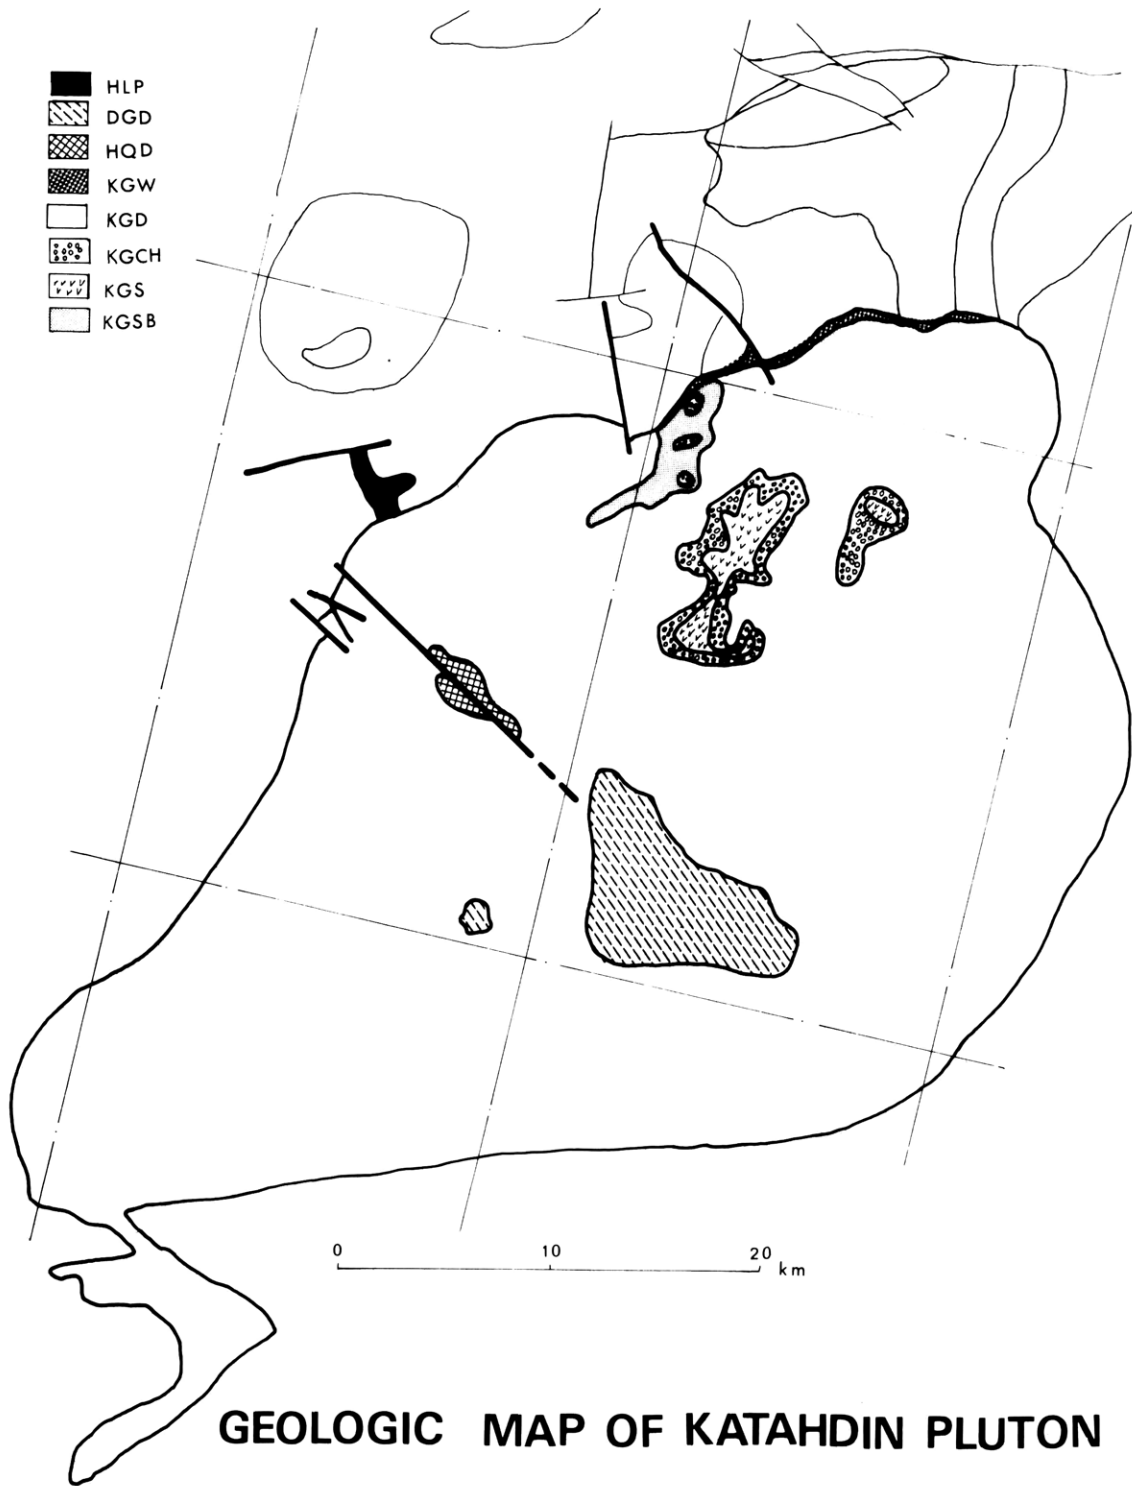 HLP
DGD
HQD
KGW
KGD
KGCH
KGS
KGSB
0 10 20 km
GEOLOGIC MAP OF KATAHDIN PLUTON